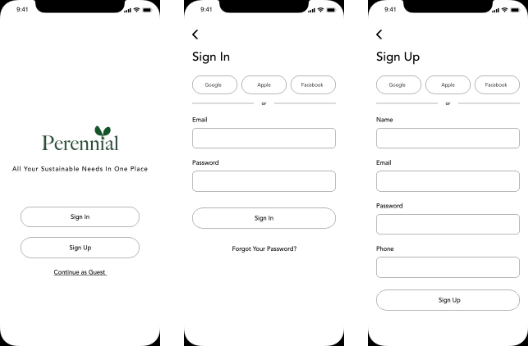 9:41
Perennial
All Your Sustainable Needs In One Place
Sign In
Sign Up
Continue as Guest
9:41
Sign In
Google Apple Facebook
or
Email
Password
Sign In
Forgot Your Password?
9:41
Sign Up
Google Apple Facebook
or
Name
Email
Password
Phone
Sign Up